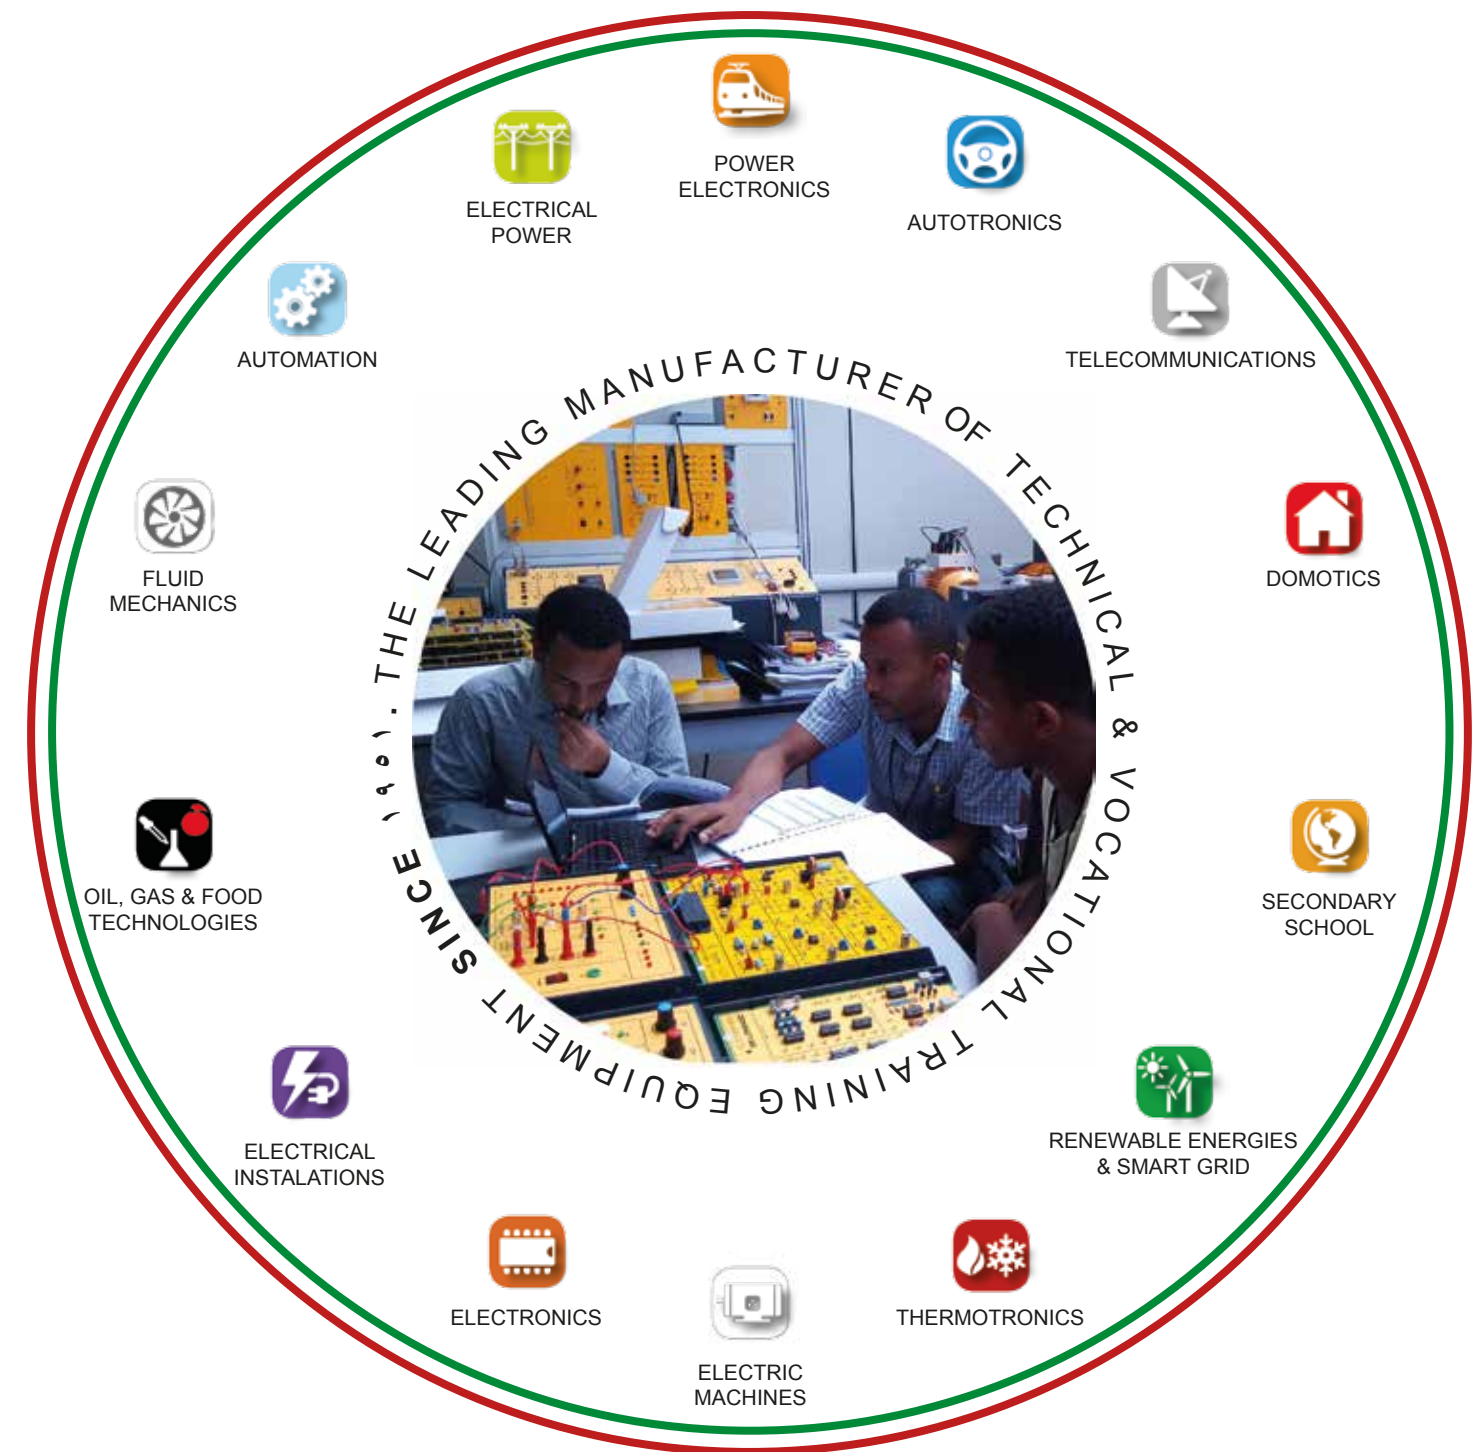 POWER
ELECTRONICS
AUTOTRONICS
TELECOMMUNICATIONS
DOMOTICS
SECONDARY
SCHOOL
RENEWABLE ENERGIES
& SMART GRID
THERMOTRONICS
ELECTRIC
MACHINES
ELECTRONICS
ELECTRICAL
INSTALATIONS
OIL, GAS & FOOD
TECHNOLOGIES
FLUID
MECHANICS
AUTOMATION
ELECTRICAL
POWER
THE LEADING MANUFACTURER OF TECHNICAL & VOCATIONAL TRAINING EQUIPMENT SINCE ١٩٥١.